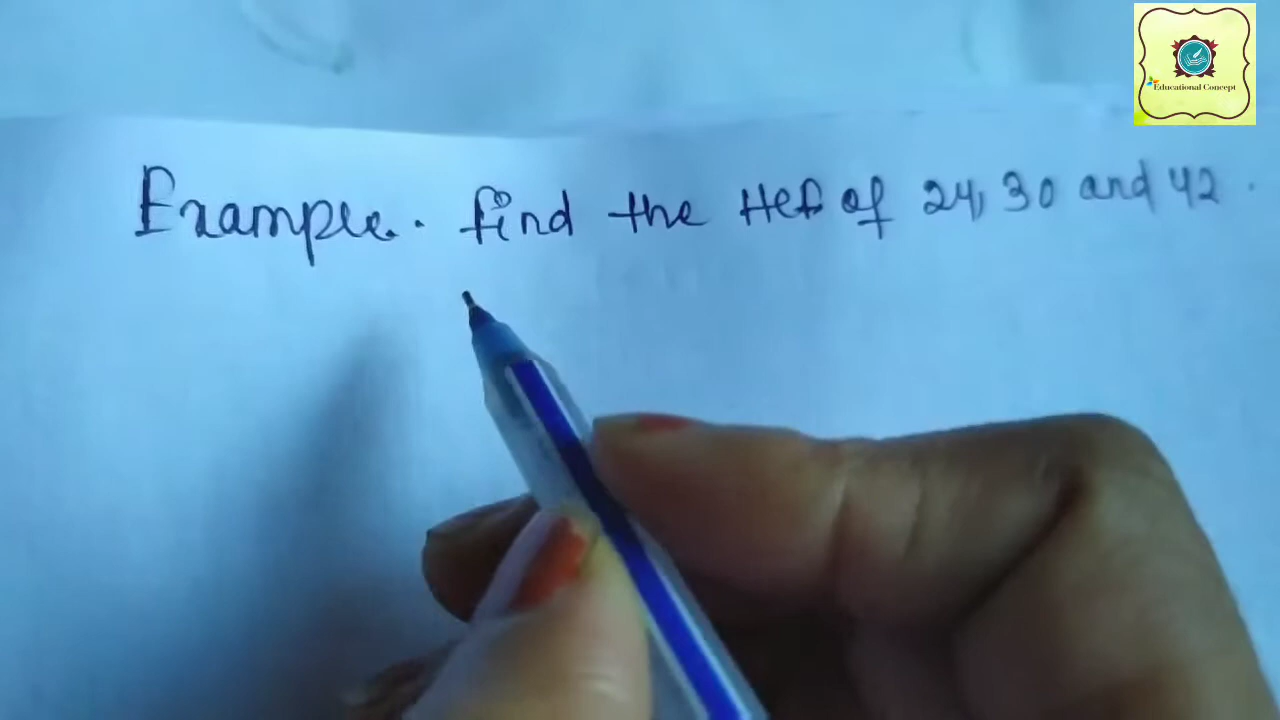 Educational Concept
Example. find the Hcf of 24, 30 and 42.